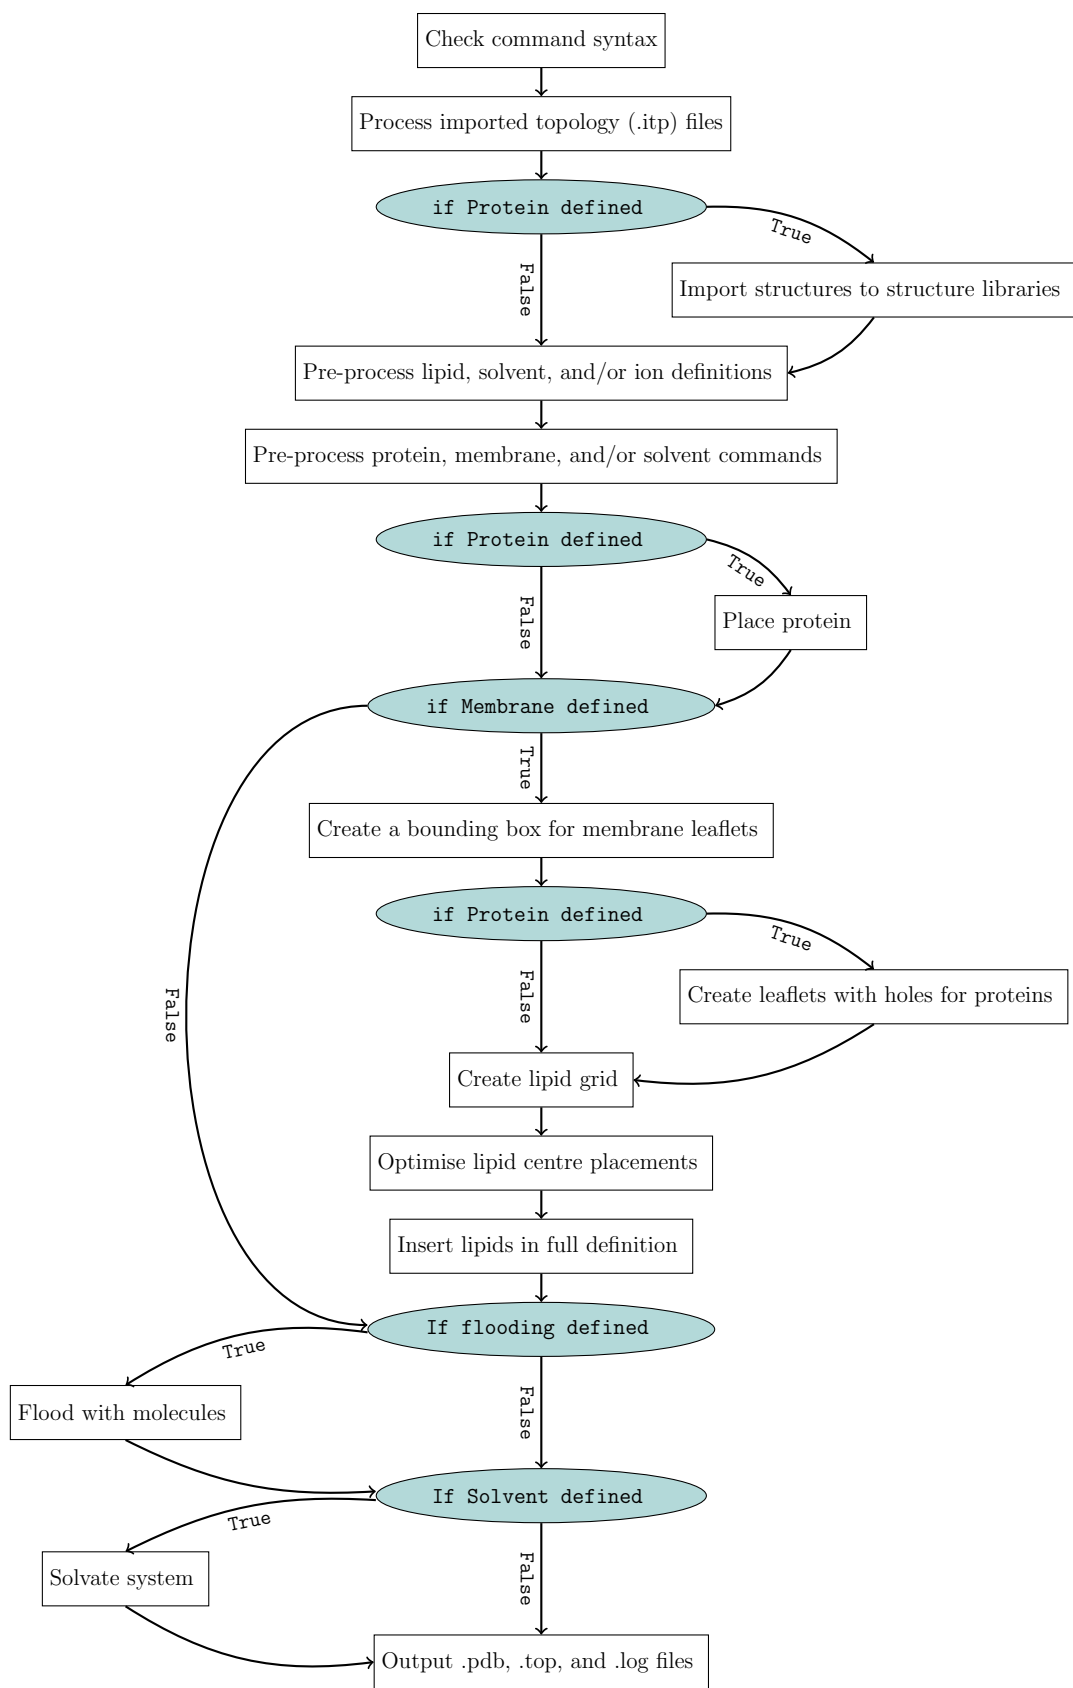 Check command syntax
Process imported topology (.itp) files
if Protein defined
True
False
Import structures to structure libraries
Pre-process lipid, solvent, and/or ion definitions
Pre-process protein, membrane, and/or solvent commands
if Protein defined
True
False
Place protein
if Membrane defined
True
Create a bounding box for membrane leaflets
if Protein defined
True
False
Create leaflets with holes for proteins
False
Create lipid grid
Optimise lipid centre placements
Insert lipids in full definition
If flooding defined
True
False
Flood with molecules
If Solvent defined
True
False
Solvate system
Output .pdb, .top, and .log files